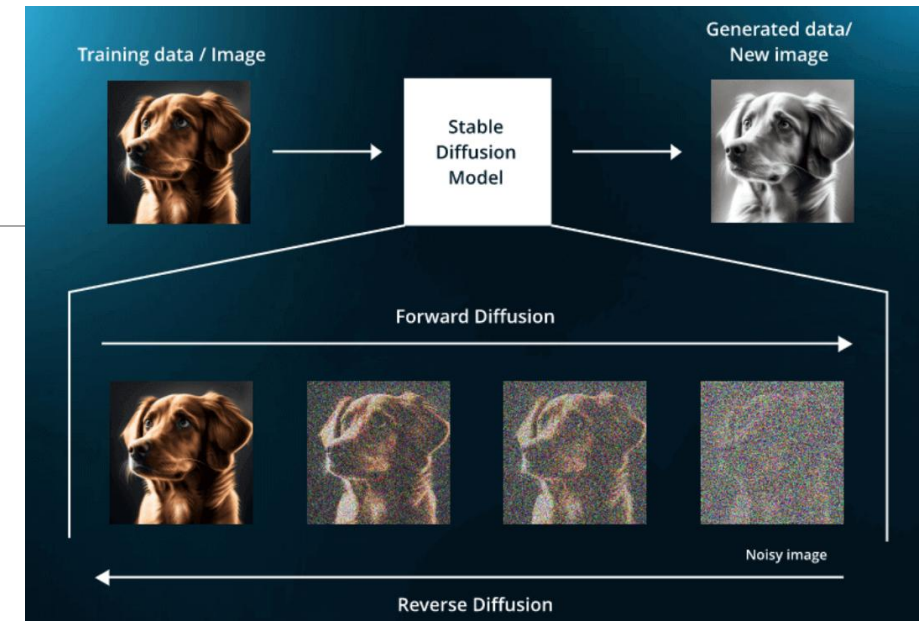 Training data / Image
Generated data/
New image
Stable
Diffusion
Model
Forward Diffusion
Noisy image
Reverse Diffusion